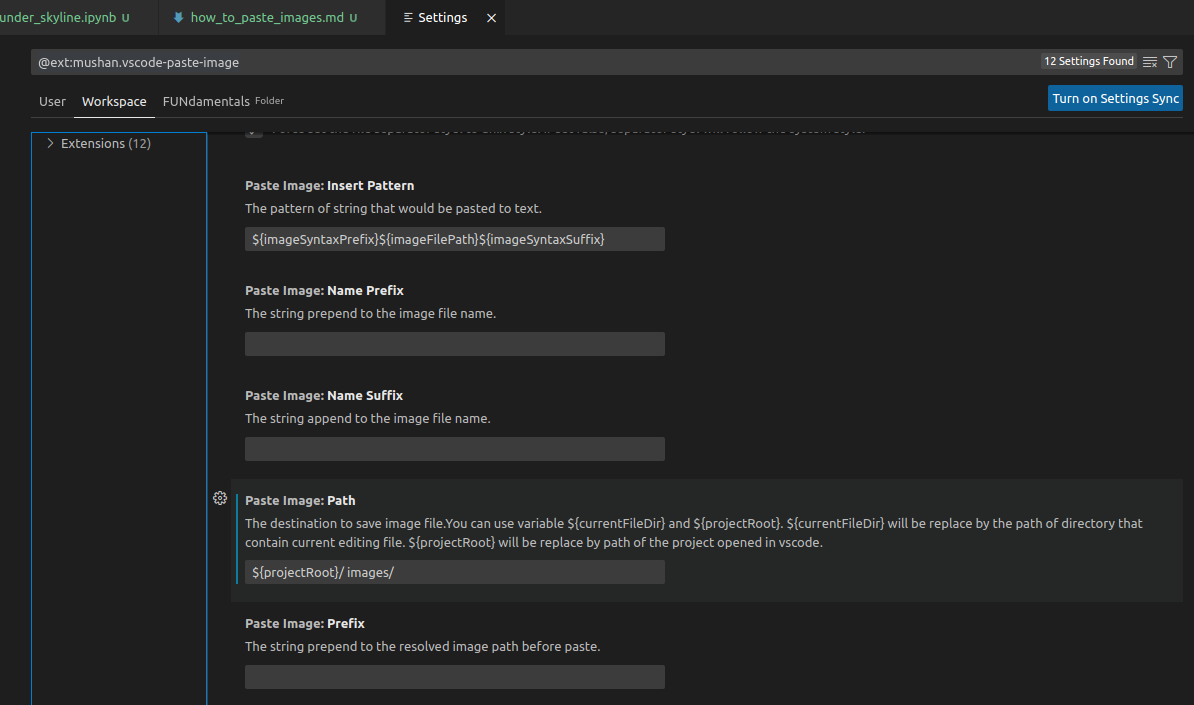 under_skyline.ipynb U
how_to_paste_images.md U
Settings
@ext:mushan.vscode-paste-image
12 Settings Found
User
Workspace
FUNdamentals Folder
Turn on Settings Sync
Extensions (12)
Paste Image: Insert Pattern
The pattern of string that would be pasted to text.
${imageSyntaxPrefix}${imageFilePath}${imageSyntaxSuffix}
Paste Image: Name Prefix
The string prepend to the image file name.
Paste Image: Name Suffix
The string append to the image file name.
Paste Image: Path
The destination to save image file.You can use variable ${currentFileDir} and ${projectRoot}. ${currentFileDir} will be replace by the path of directory that
contain current editing file. ${projectRoot} will be replace by path of the project opened in vscode.
${projectRoot}/ images/
Paste Image: Prefix
The string prepend to the resolved image path before paste.